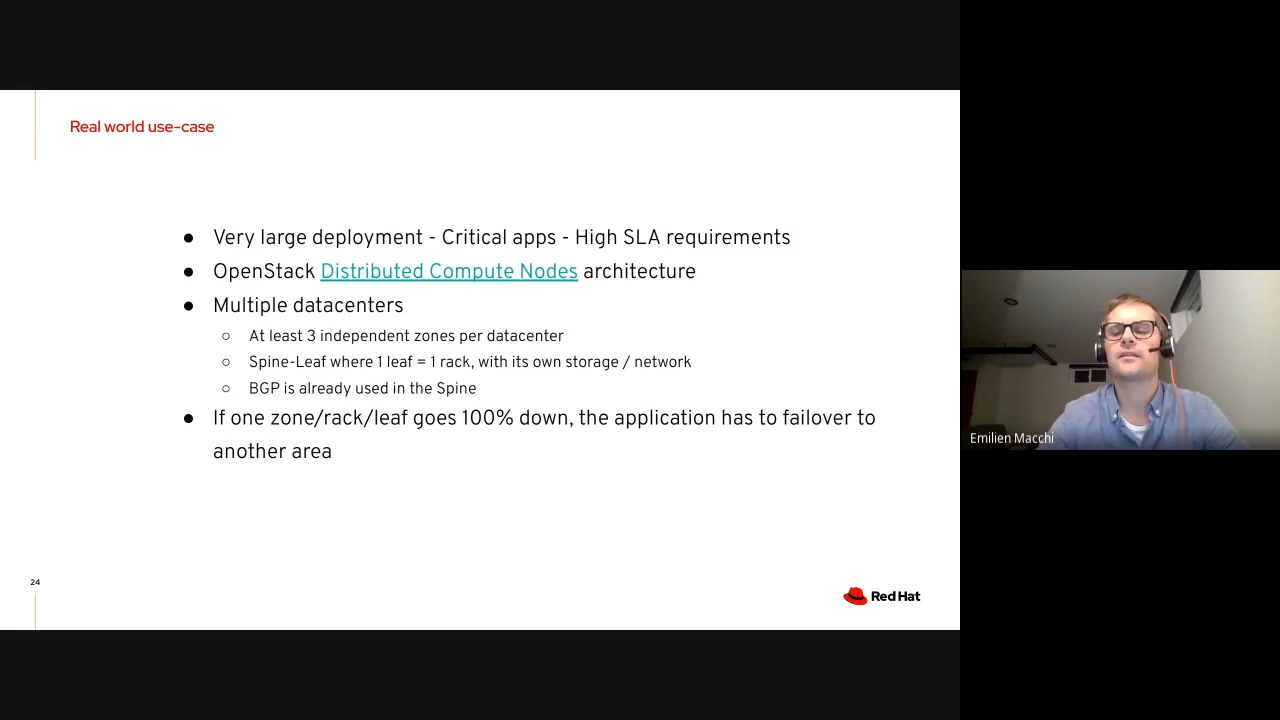 Real world use-case
● Very large deployment - Critical apps - High SLA requirements
● OpenStack Distributed Compute Nodes architecture
● Multiple datacenters
○ At least 3 independent zones per datacenter
○ Spine-Leaf where 1 leaf = 1 rack, with its own storage / network
○ BGP is already used in the Spine
● If one zone/rack/leaf goes 100% down, the application has to failover to
another area
24
Red Hat
Emilien Macchi